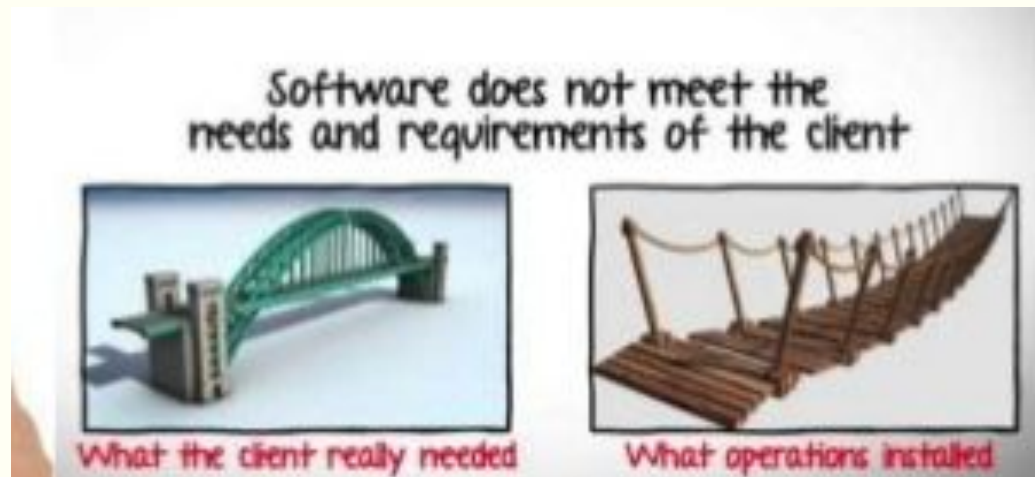 Software does not meet the
needs and requirements of the client
What the client really needed
What operations installed